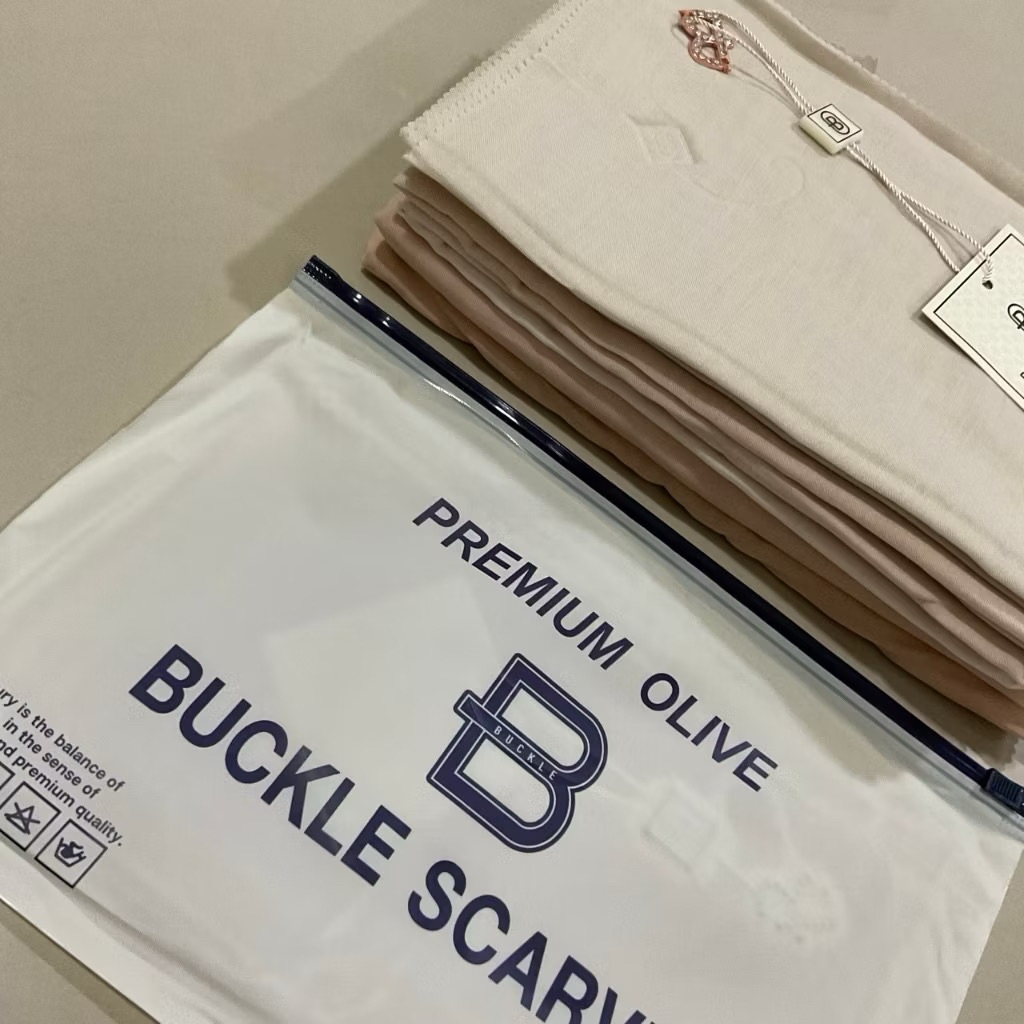 PREMIUM OLIVE
B
BUCKLE
BUCKLE SCARV
ury is the balance of
in the sense of
nd premium quality.